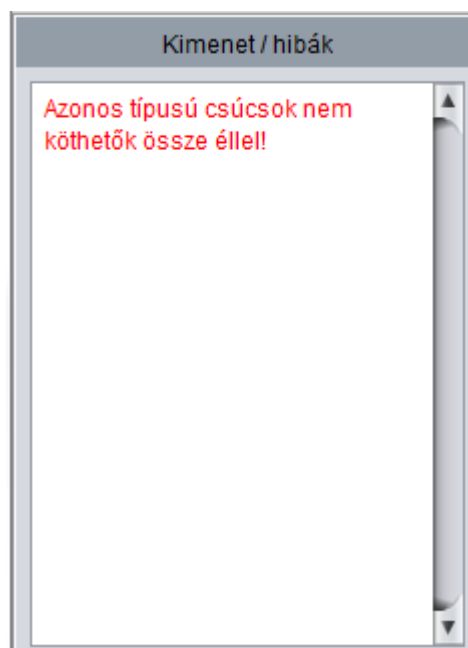 Kimenet / hibák
Azonos típusú csúcsok nem
köthetők össze éllel!